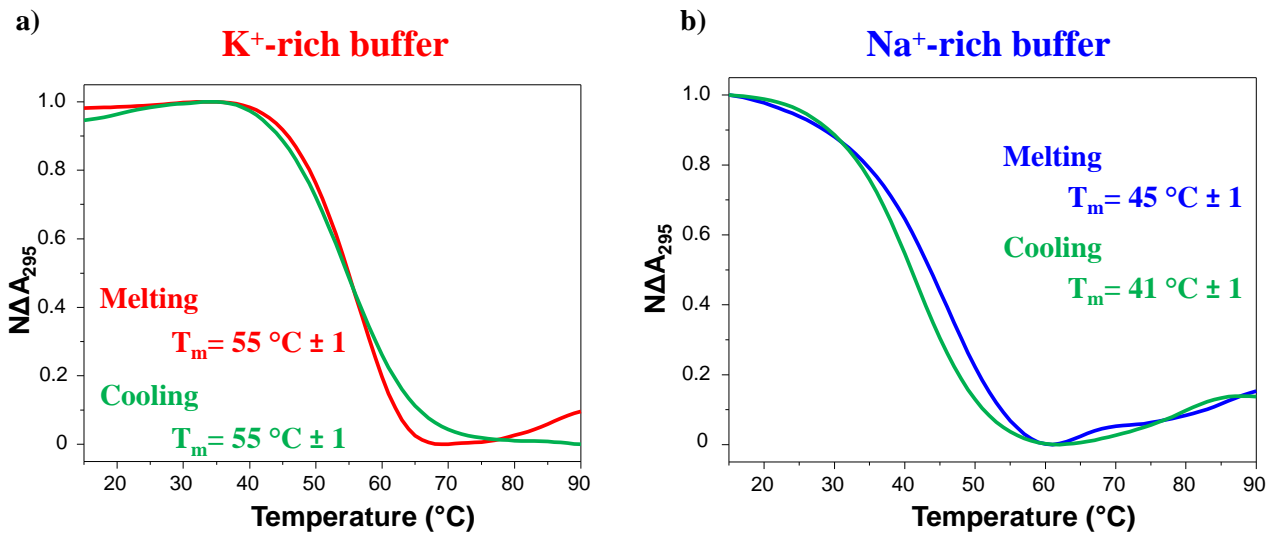 a)
K⁺-rich buffer
1.0
0.8
0.6
0.4
0.2
0
NΔA₂₉₅
Melting
Tₘ= 55 °C ± 1
Cooling
Tₘ= 55 °C ± 1
20 30 40 50 60 70 80 90
Temperature (°C)
b)
Na⁺-rich buffer
1.0
0.8
0.6
0.4
0.2
0
NΔA₂₉₅
Melting
Tₘ= 45 °C ± 1
Cooling
Tₘ= 41 °C ± 1
20 30 40 50 60 70 80 90
Temperature (°C)